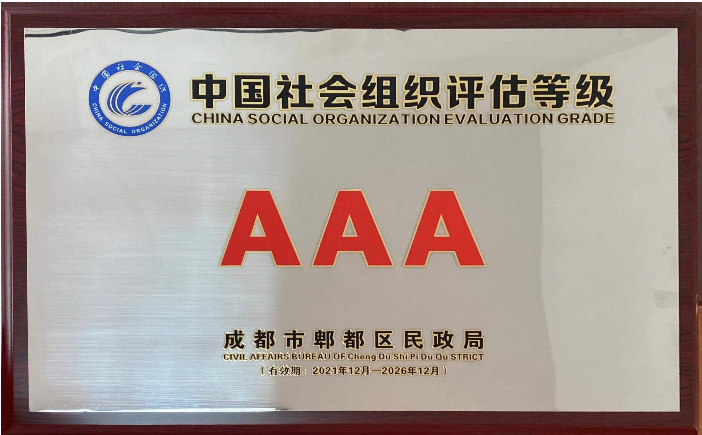 中国社会组织
CHINA SOCIAL ORGANIZATION
中国社会组织评估等级
CHINA SOCIAL ORGANIZATION EVALUATION GRADE
AAA
成都市郫都区民政局
CIVIL AFFAIRS BUREAU OF Cheng Du Shi Pi Du Qu STRICT
(有效期：2021年12月—2026年12月)